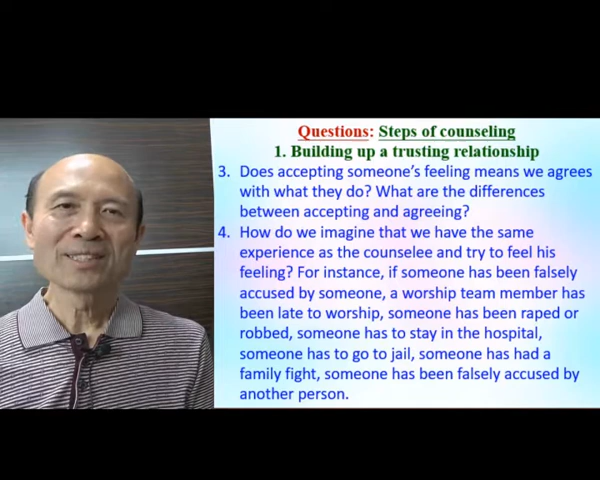 Questions: Steps of counseling
1. Building up a trusting relationship
3. Does accepting someone's feeling means we agrees
with what they do? What are the differences
between accepting and agreeing?
4. How do we imagine that we have the same
experience as the counselee and try to feel his
feeling? For instance, if someone has been falsely
accused by someone, a worship team member has
been late to worship, someone has been raped or
robbed, someone has to stay in the hospital,
someone has to go to jail, someone has had a
family fight, someone has been falsely accused by
another person.